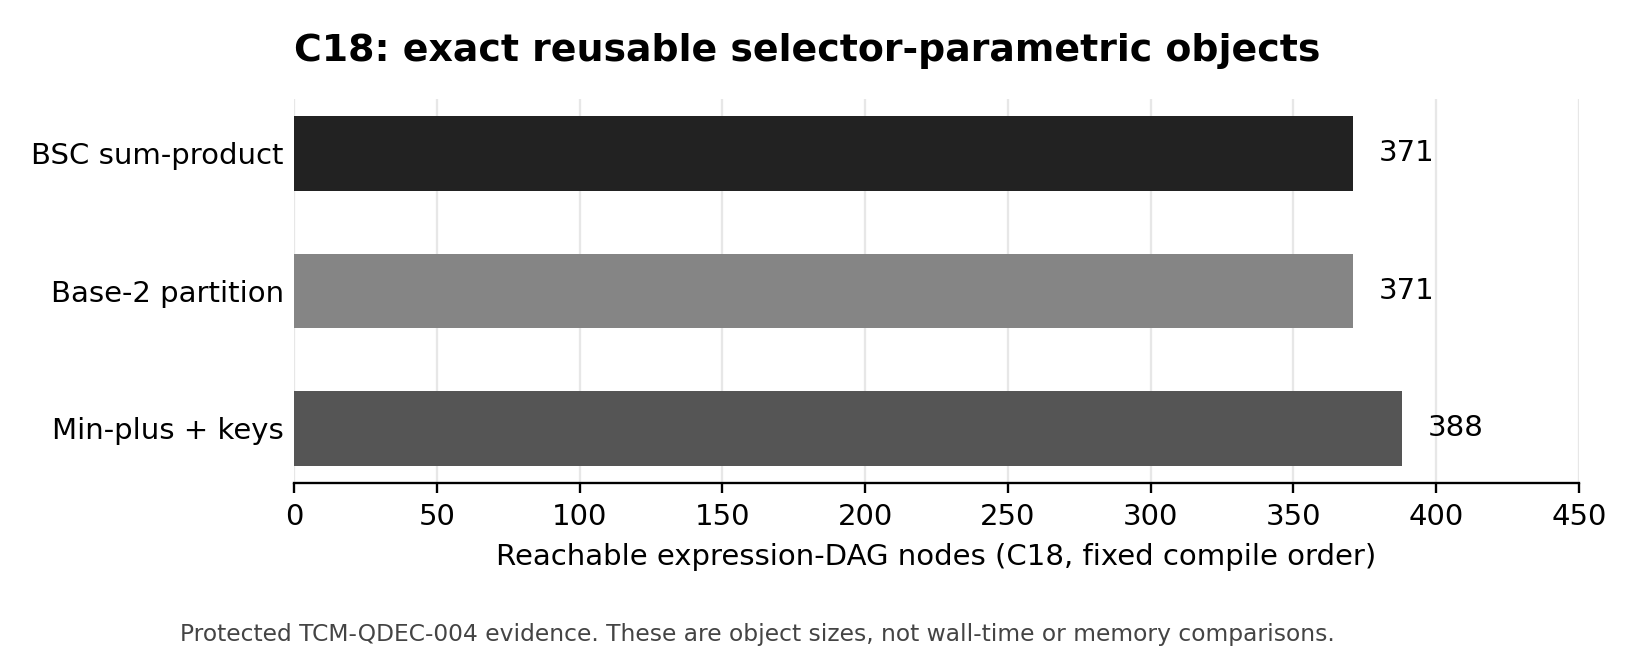 C18: exact reusable selector-parametric objects
BSC sum-product 371
Base-2 partition 371
Min-plus + keys 388
0 50 100 150 200 250 300 350 400 450
Reachable expression-DAG nodes (C18, fixed compile order)
Protected TCM-QDEC-004 evidence. These are object sizes, not wall-time or memory comparisons.